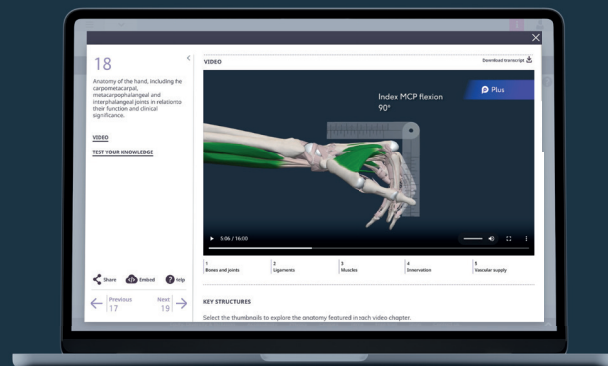 18
Anatomy of the hand, including the
carpometacarpal,
metacarpophalangeal and
interphalangeal joints in relationto
their function and clinical
significance.
VIDEO
TEST YOUR KNOWLEDGE
Share
Embed
Help
Previous
17
Next
19
VIDEO
Download transcript
Index MCP flexion
90°
Plus
5:06 / 16:00
1
Bones and joints
2
Ligaments
3
Muscles
4
Innervation
5
Vascular supply
KEY STRUCTURES
Select the thumbnails to explore the anatomy featured in each video chapter.